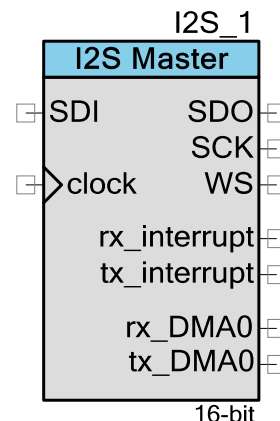 I2S_1
I2S Master
SDI SDO
SCK
clock WS
rx_interrupt
tx_interrupt
rx_DMA0
tx_DMA0
16-bit